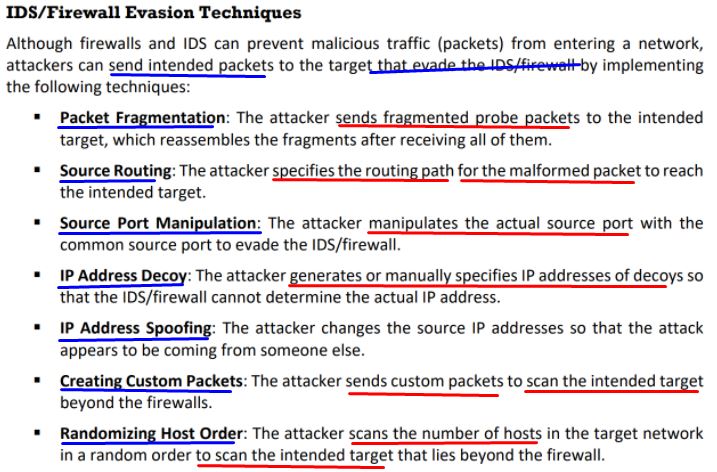 IDS/Firewall Evasion Techniques
Although firewalls and IDS can prevent malicious traffic (packets) from entering a network,
attackers can send intended packets to the target that evade the IDS/firewall by implementing
the following techniques:
▪ Packet Fragmentation: The attacker sends fragmented probe packets to the intended
target, which reassembles the fragments after receiving all of them.
▪ Source Routing: The attacker specifies the routing path for the malformed packet to reach
the intended target.
▪ Source Port Manipulation: The attacker manipulates the actual source port with the
common source port to evade the IDS/firewall.
▪ IP Address Decoy: The attacker generates or manually specifies IP addresses of decoys so
that the IDS/firewall cannot determine the actual IP address.
▪ IP Address Spoofing: The attacker changes the source IP addresses so that the attack
appears to be coming from someone else.
▪ Creating Custom Packets: The attacker sends custom packets to scan the intended target
beyond the firewalls.
▪ Randomizing Host Order: The attacker scans the number of hosts in the target network
in a random order to scan the intended target that lies beyond the firewall.